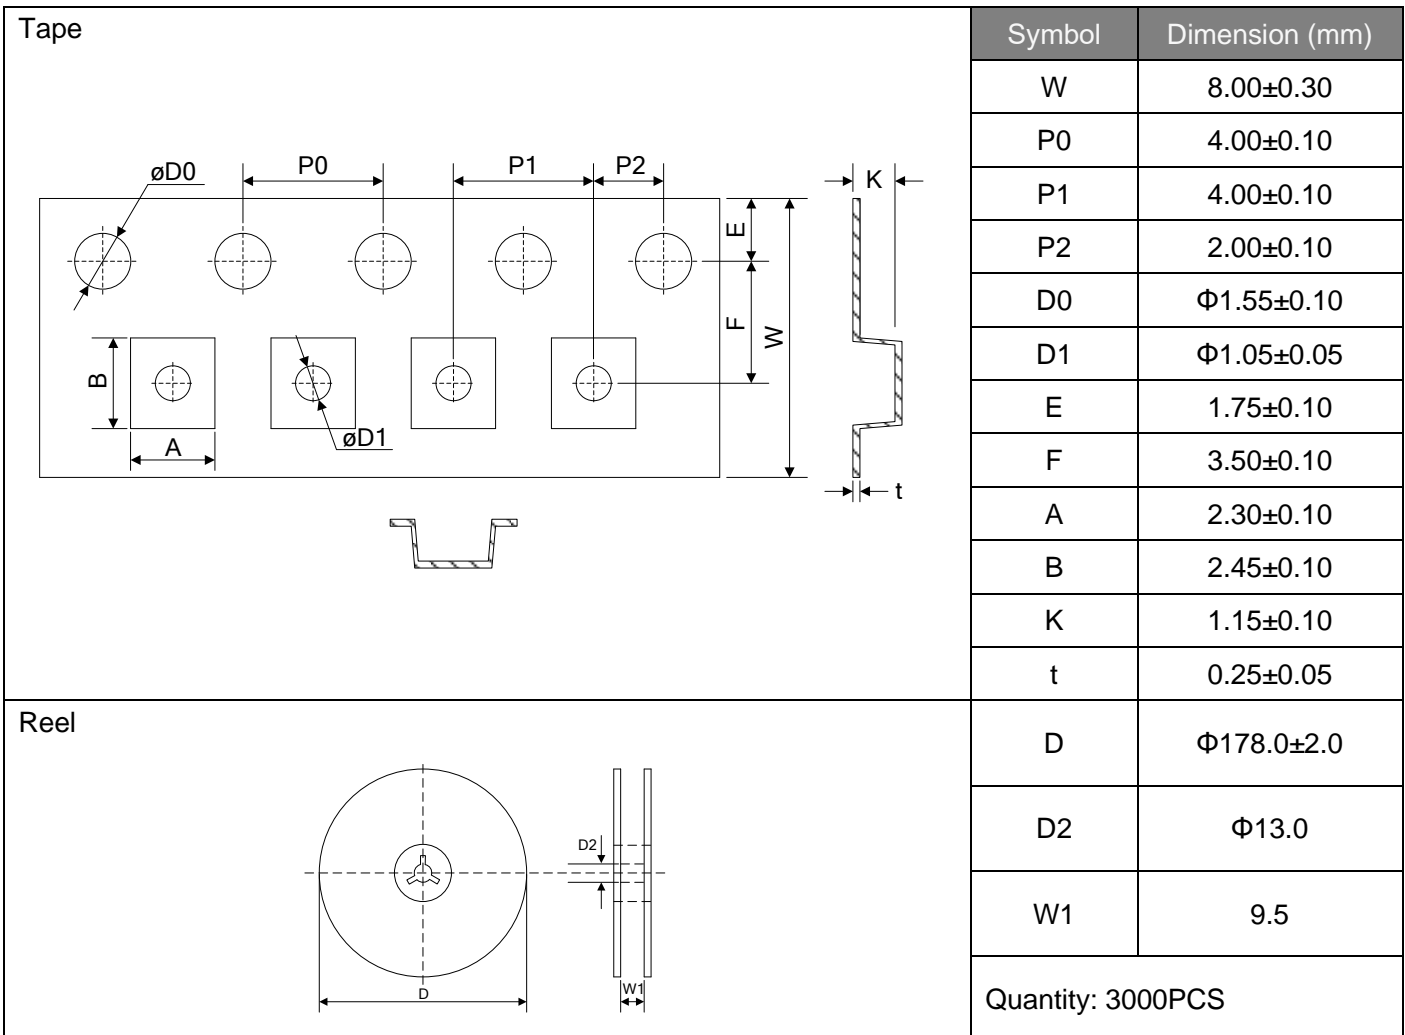 Tape
øD0
P0
P1
P2
K
E
F
W
B
A
øD1
t
Reel
D2
D
W1
Symbol Dimension (mm)
W 8.00±0.30
P0 4.00±0.10
P1 4.00±0.10
P2 2.00±0.10
D0 Φ1.55±0.10
D1 Φ1.05±0.05
E 1.75±0.10
F 3.50±0.10
A 2.30±0.10
B 2.45±0.10
K 1.15±0.10
t 0.25±0.05
D Φ178.0±2.0
D2 Φ13.0
W1 9.5
Quantity: 3000PCS